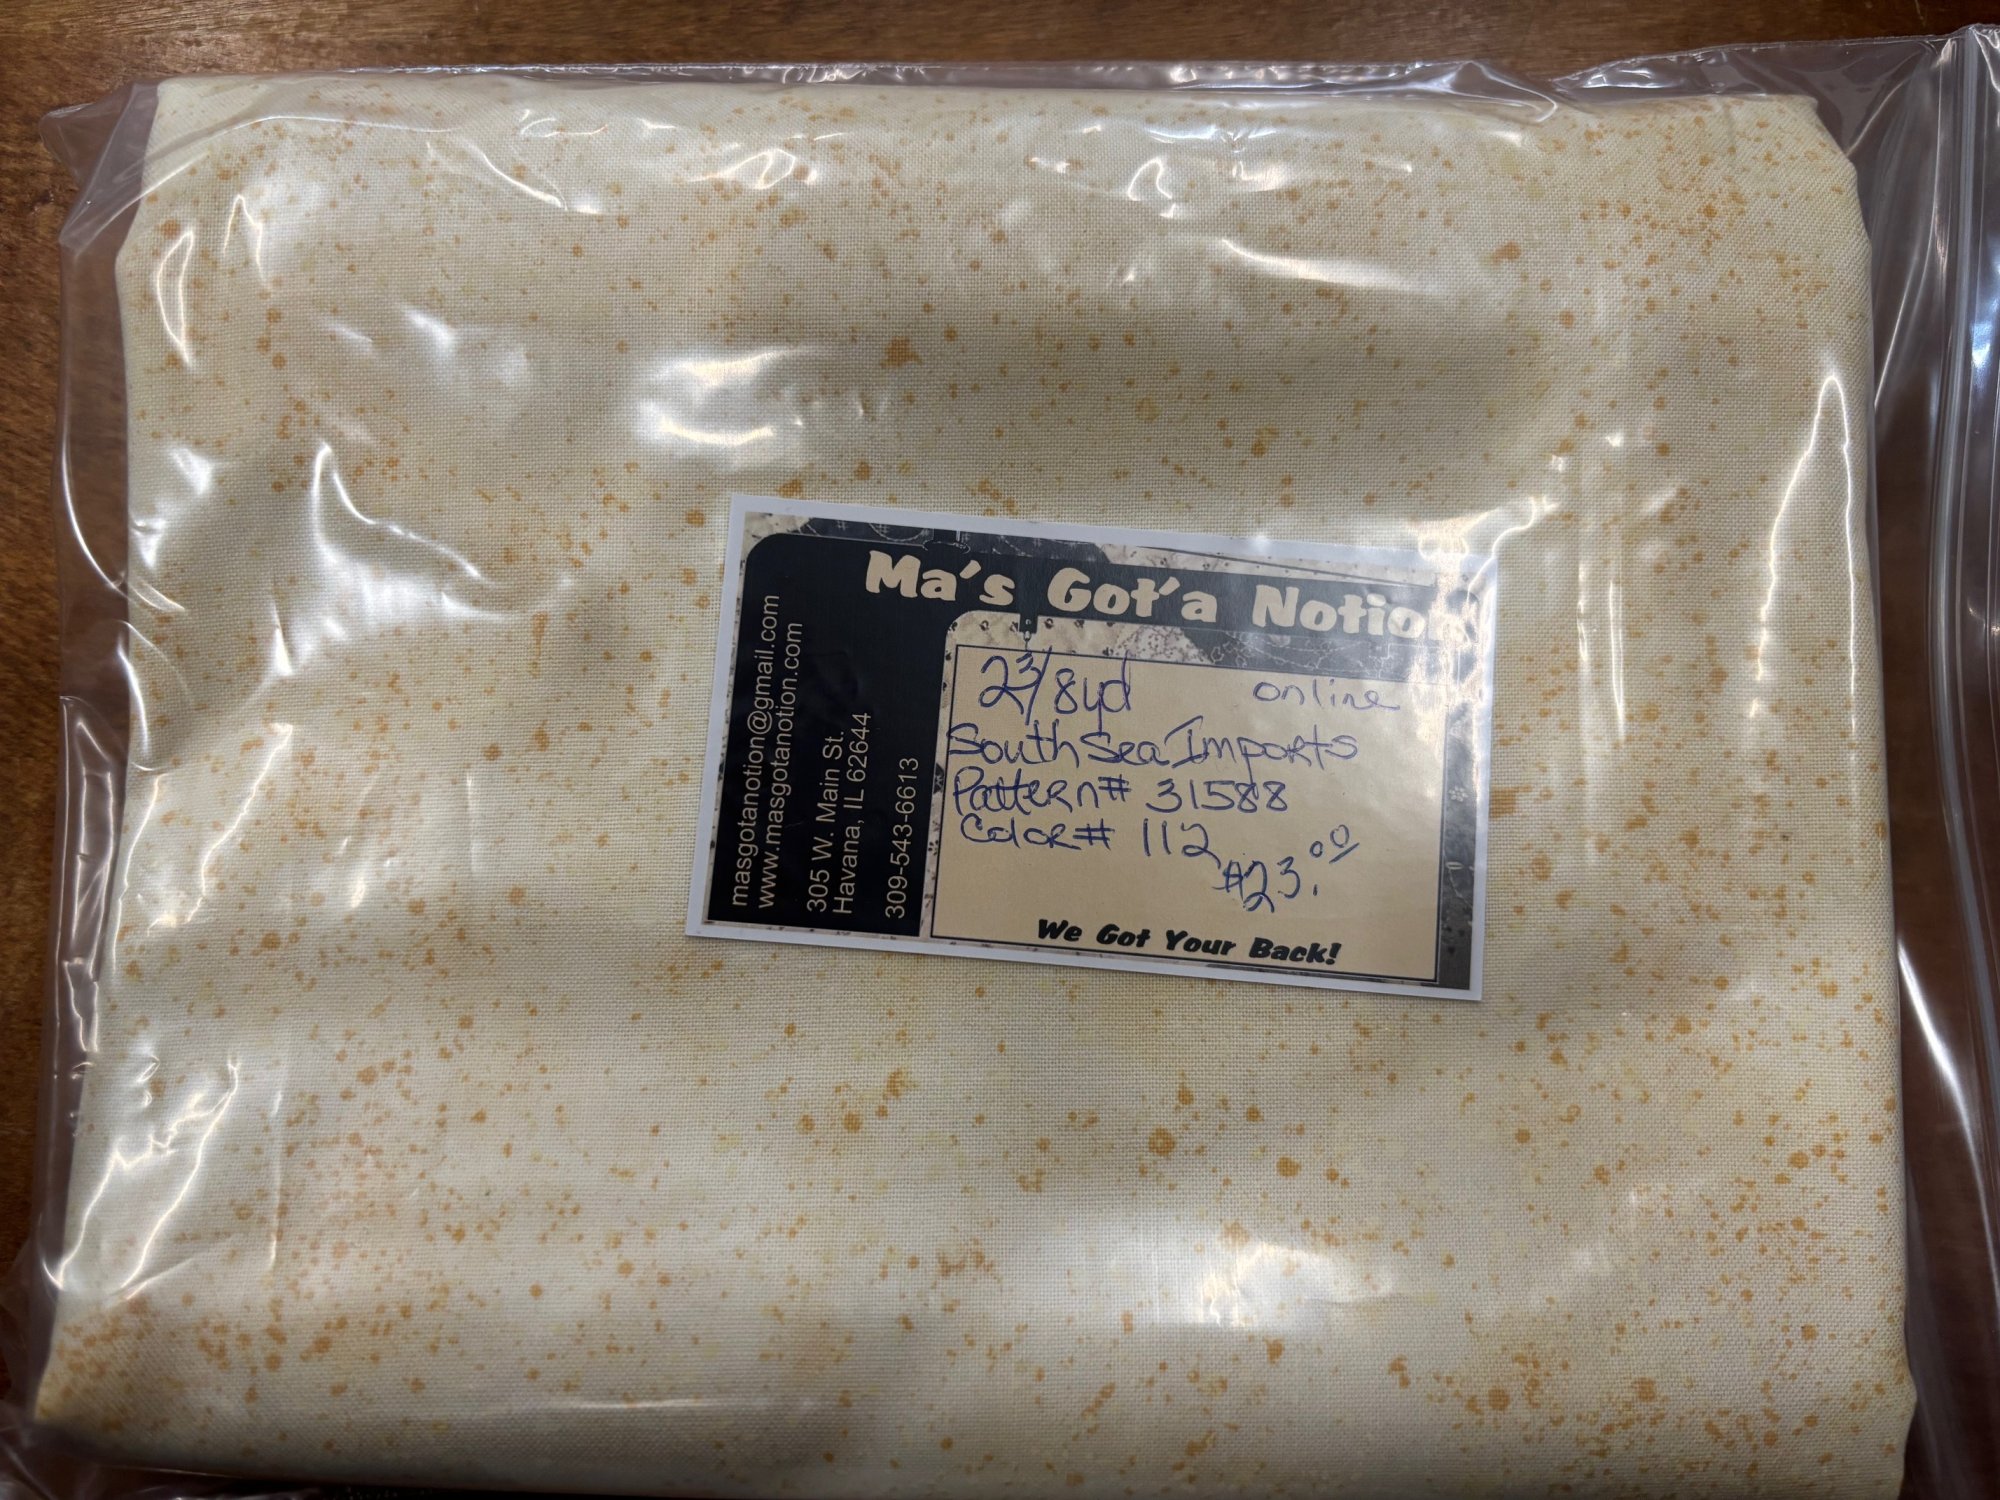 Ma's Got'a Notion
masgotanotion@gmail.com
www.masgotanotion.com
305 W. Main St.
Havana, IL 62644
309-543-6613
2 3/8 yd online
South Sea Imports
Pattern# 31588
Color# 112
$23.00
We Got Your Back!